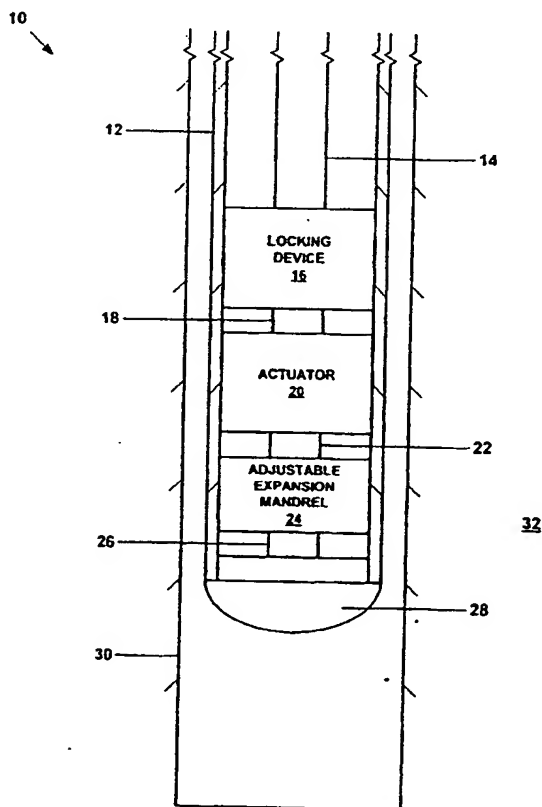 10
12
14
LOCKING
DEVICE
16
18
ACTUATOR
20
22
ADJUSTABLE
EXPANSION
MANDREL
24
26
32
28
30